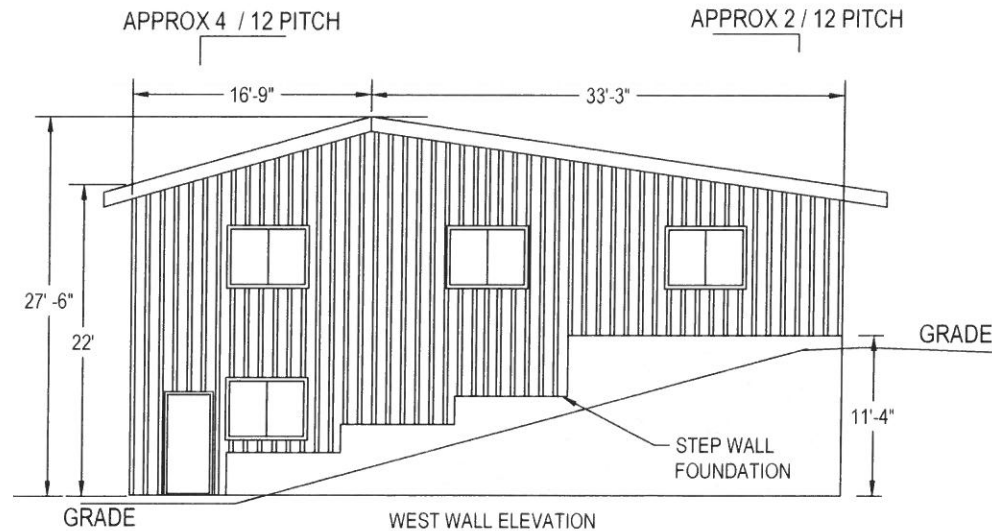 APPROX 4 / 12 PITCH
APPROX 2 / 12 PITCH
16'-9"
33'-3"
27' -6"
22'
GRADE
11'-4"
STEP WALL
FOUNDATION
GRADE
WEST WALL ELEVATION